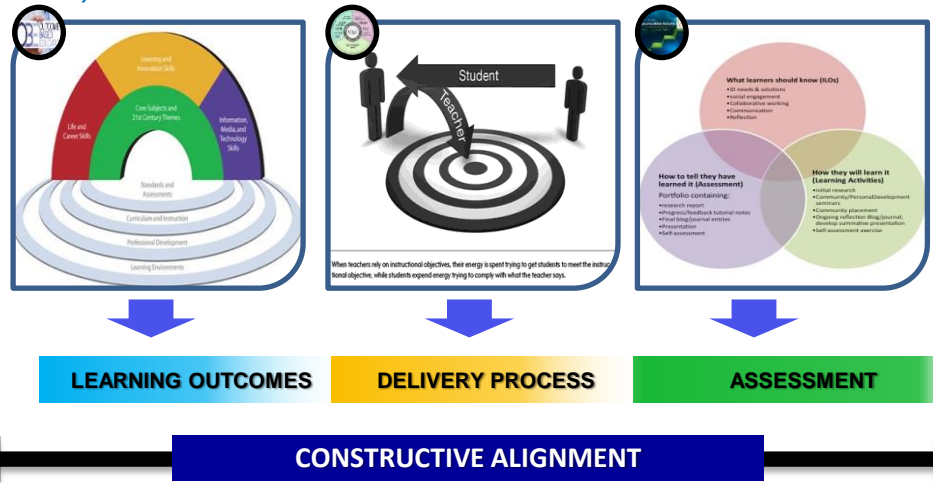 OUTCOME
BASED
Learning and
Innovation Skills
Core Subjects and
21st Century Themes
Life and
Career Skills
Information,
Media, and
Technology
Skills
Standards and
Assessments
Curriculum and Instruction
Professional Development
Learning Environments
Student
Teacher
When teachers rely on instructional objectives, their energy is spent trying to get students to meet the instruc
tional objective, while students expend energy trying to comply with what the teacher says.
What learners should know (ILOs)
•ID needs & solutions
•social engagement
•Collaborative working
•Communication
•Reflection
How to tell they have
learned it (Assessment)
Portfolio containing:
•research report
•Progress/feedback tutorial notes
•Final blog/journal entries
•Presentation
•Self-assessment
How they will learn it
(Learning Activities)
•initial research
•Community/PersonalDevelopment
seminars
•Community placement
•Ongoing reflection Blog/journal;
develop summative presentation
•Self-assessment exercise
LEARNING OUTCOMES
DELIVERY PROCESS
ASSESSMENT
CONSTRUCTIVE ALIGNMENT